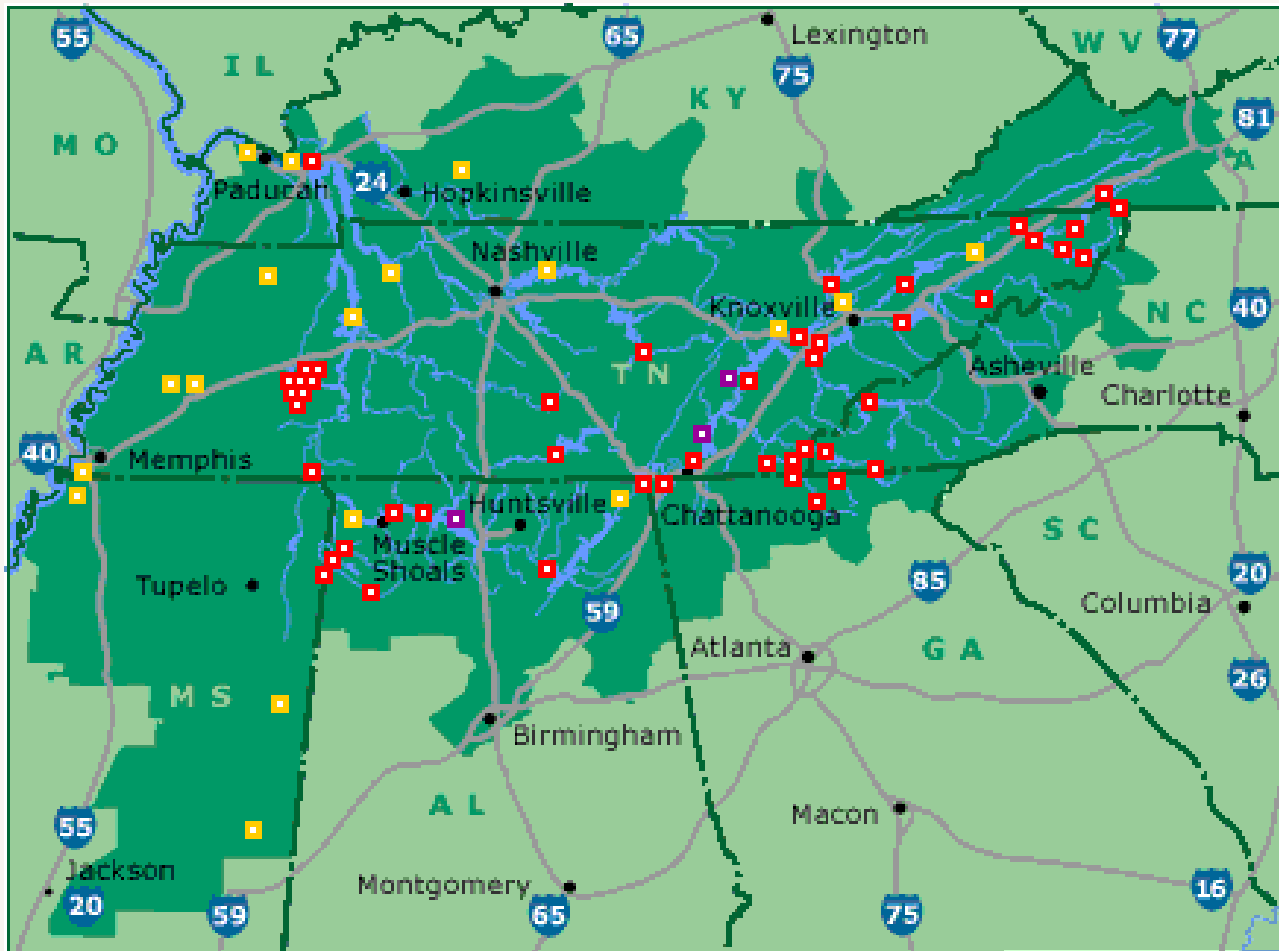 55
65
Lexington
W V
77
I L
75
K Y
81
M O
A
Paducah
24
Hopkinsville
Nashville
Knoxville
N C
40
A R
T N
Asheville
Charlotte
40
Memphis
Huntsville
Chattanooga
S C
Muscle
Shoals
Tupelo
85
20
59
Columbia
Atlanta
G A
26
M S
Birmingham
A L
Macon
55
Jackson
Montgomery
20
59
65
75
16